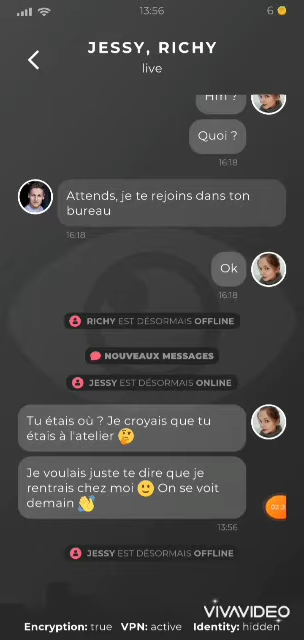 13:56
6
JESSY, RICHY
live
Hm ?
Quoi ?
16:18
Attends, je te rejoins dans ton
bureau
16:18
Ok
16:18
RICHY EST DÉSORMAIS OFFLINE
NOUVEAUX MESSAGES
JESSY EST DÉSORMAIS ONLINE
Tu étais où ? Je croyais que tu
étais à l'atelier 🤔
Je voulais juste te dire que je
rentrais chez moi 🙂 On se voit
demain 👋
13:56
JESSY EST DÉSORMAIS OFFLINE
VIVAVIDEO
Encryption: true VPN: active Identity: hidden